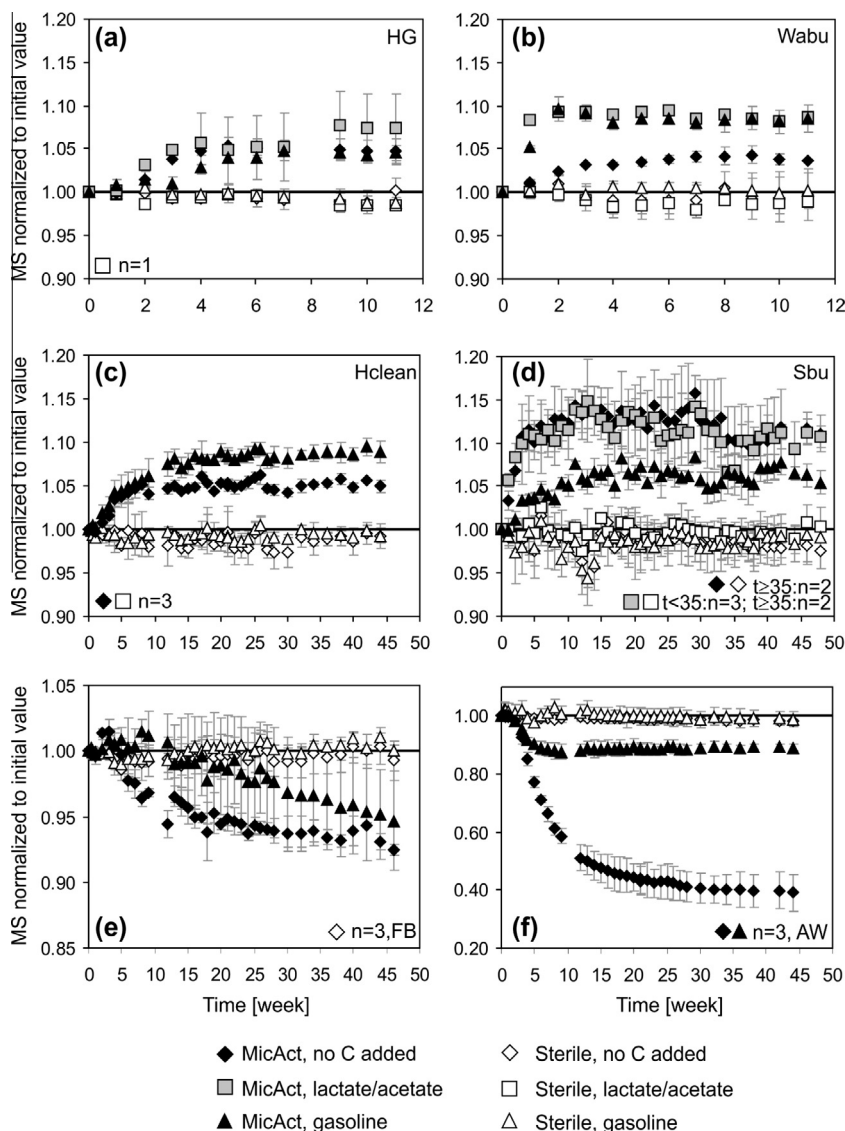 (a) HG
(b) Wabu
MS normalized to initial value
1.20
1.15
1.10
1.05
1.00
0.95
0.90
n=1
0 2 4 6 8 10 12
1.20
1.15
1.10
1.05
1.00
0.95
0.90
0 2 4 6 8 10 12
(c) Hclean
(d) Sbu
MS normalized to initial value
1.20
1.15
1.10
1.05
1.00
0.95
0.90
n=3
0 5 10 15 20 25 30 35 40 45 50
1.20
1.15
1.10
1.05
1.00
0.95
0.90
t≥35:n=2
t<35:n=3; t≥35:n=2
0 5 10 15 20 25 30 35 40 45 50
MS normalized to initial value
1.05
1.00
0.95
0.90
0.85
(e) n=3,FB
0 5 10 15 20 25 30 35 40 45 50
Time [week]
1.00
0.80
0.60
0.40
0.20
(f) n=3, AW
0 5 10 15 20 25 30 35 40 45 50
Time [week]
MicAct, no C added
Sterile, no C added
MicAct, lactate/acetate
Sterile, lactate/acetate
MicAct, gasoline
Sterile, gasoline